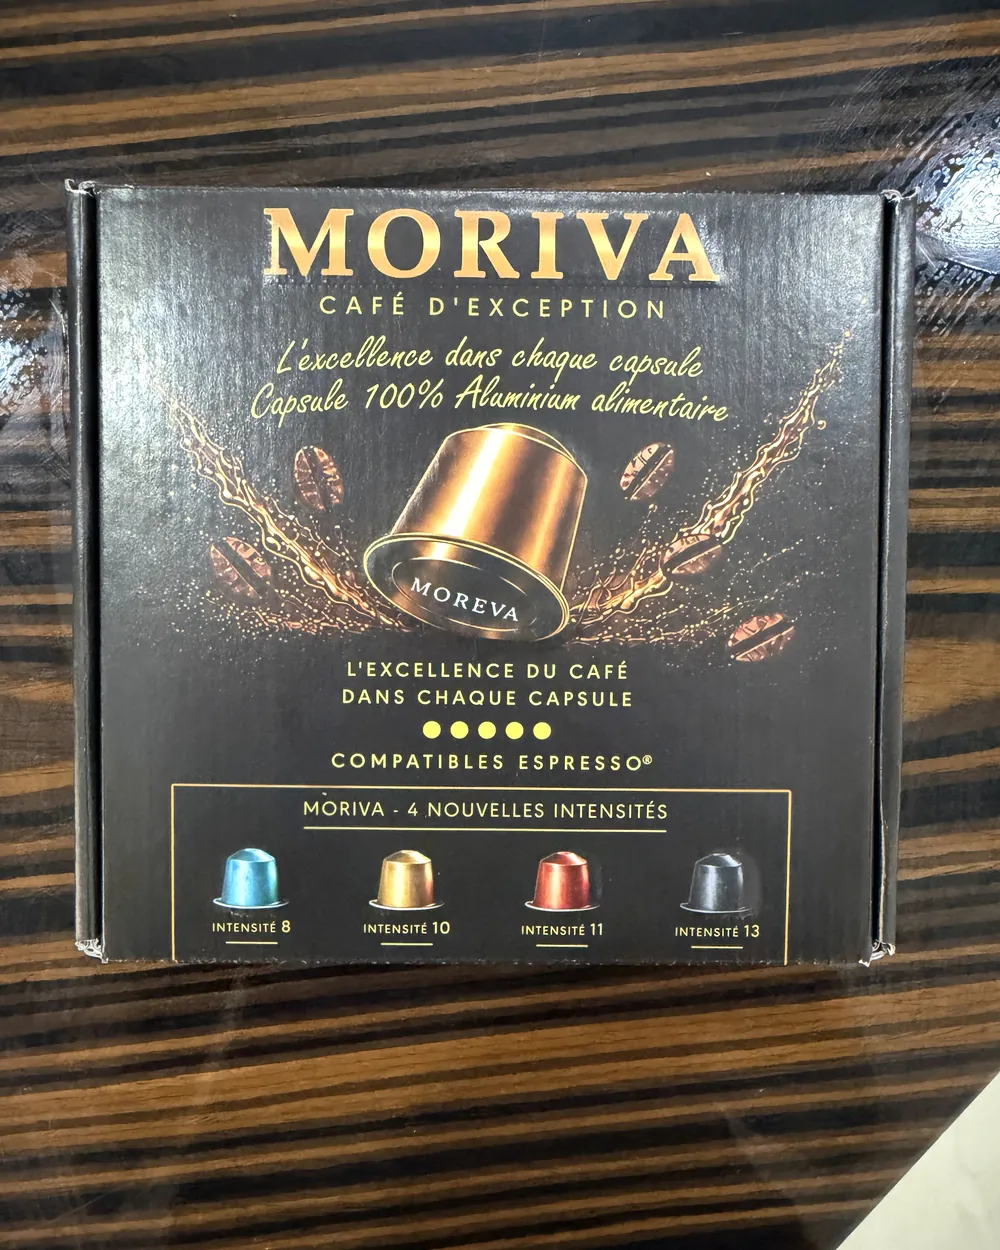 MORIVA
CAFÉ D'EXCEPTION
L'excellence dans chaque capsule
Capsule 100% Aluminium alimentaire
MOREVA
L'EXCELLENCE DU CAFÉ
DANS CHAQUE CAPSULE
COMPATIBLES ESPRESSO®
MORIVA - 4 NOUVELLES INTENSITÉS
INTENSITÉ 8
INTENSITÉ 10
INTENSITÉ 11
INTENSITÉ 13